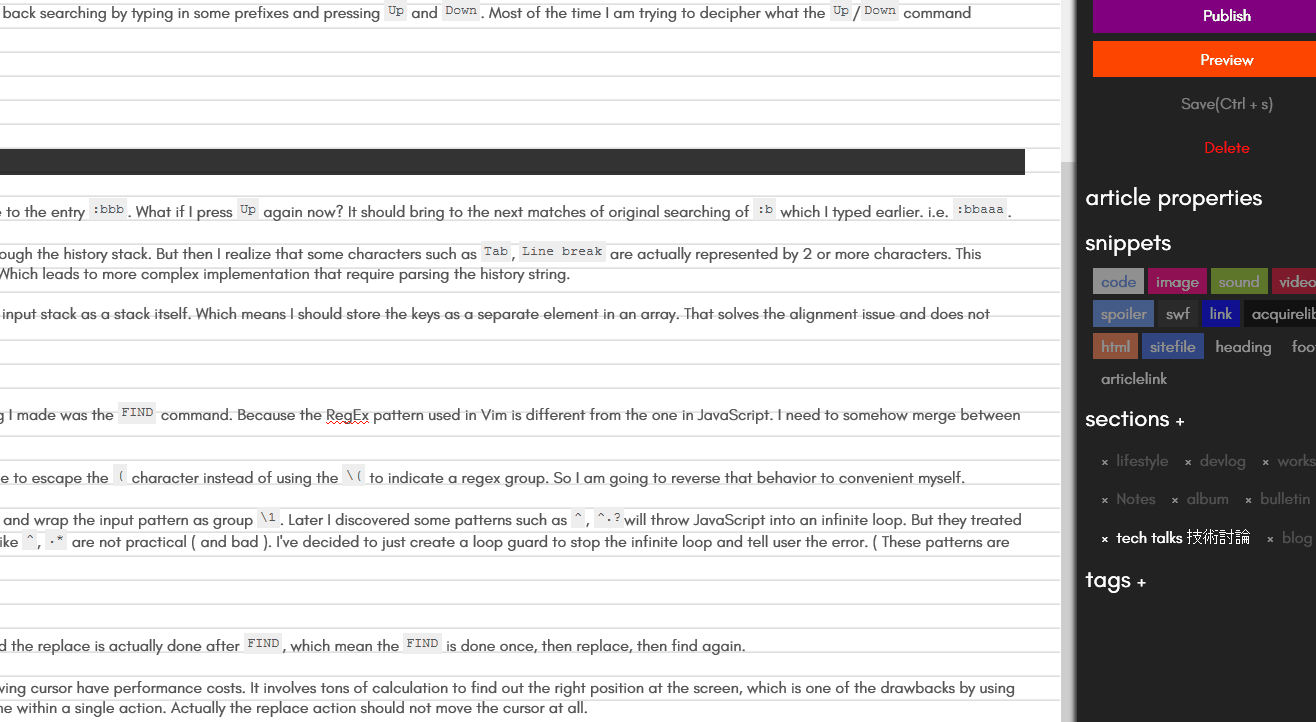 back searching by typing in some prefixes and pressing Up and Down. Most of the time I am trying to decipher what the Up/Down command
to the entry :bbb. What if I press Up again now? It should bring to the next matches of original searching of :b which I typed earlier. i.e. :bbaaa.
ough the history stack. But then I realize that some characters such as Tab, Line break are actually represented by 2 or more characters. This
Which leads to more complex implementation that require parsing the history string.
input stack as a stack itself. Which means I should store the keys as a separate element in an array. That solves the alignment issue and does not
g I made was the FIND command. Because the RegEx pattern used in Vim is different from the one in JavaScript. I need to somehow merge between
e to escape the ( character instead of using the \( to indicate a regex group. So I am going to reverse that behavior to convenient myself.
and wrap the input pattern as group \1. Later I discovered some patterns such as ^, ^.? will throw JavaScript into an infinite loop. But they treated
ike ^, .* are not practical ( and bad ). I've decided to just create a loop guard to stop the infinite loop and tell user the error. ( These patterns are
d the replace is actually done after FIND, which mean the FIND is done once, then replace, then find again.
ving cursor have performance costs. It involves tons of calculation to find out the right position at the screen, which is one of the drawbacks by using
ne within a single action. Actually the replace action should not move the cursor at all.
Publish
Preview
Save(Ctrl + s)
Delete
article properties
snippets
code image sound video
spoiler swf link acquirelib
html sitefile heading foo
articlelink
sections +
× lifestyle × devlog × works
× Notes × album × bulletin
× tech talks 技術討論 × blog
tags +